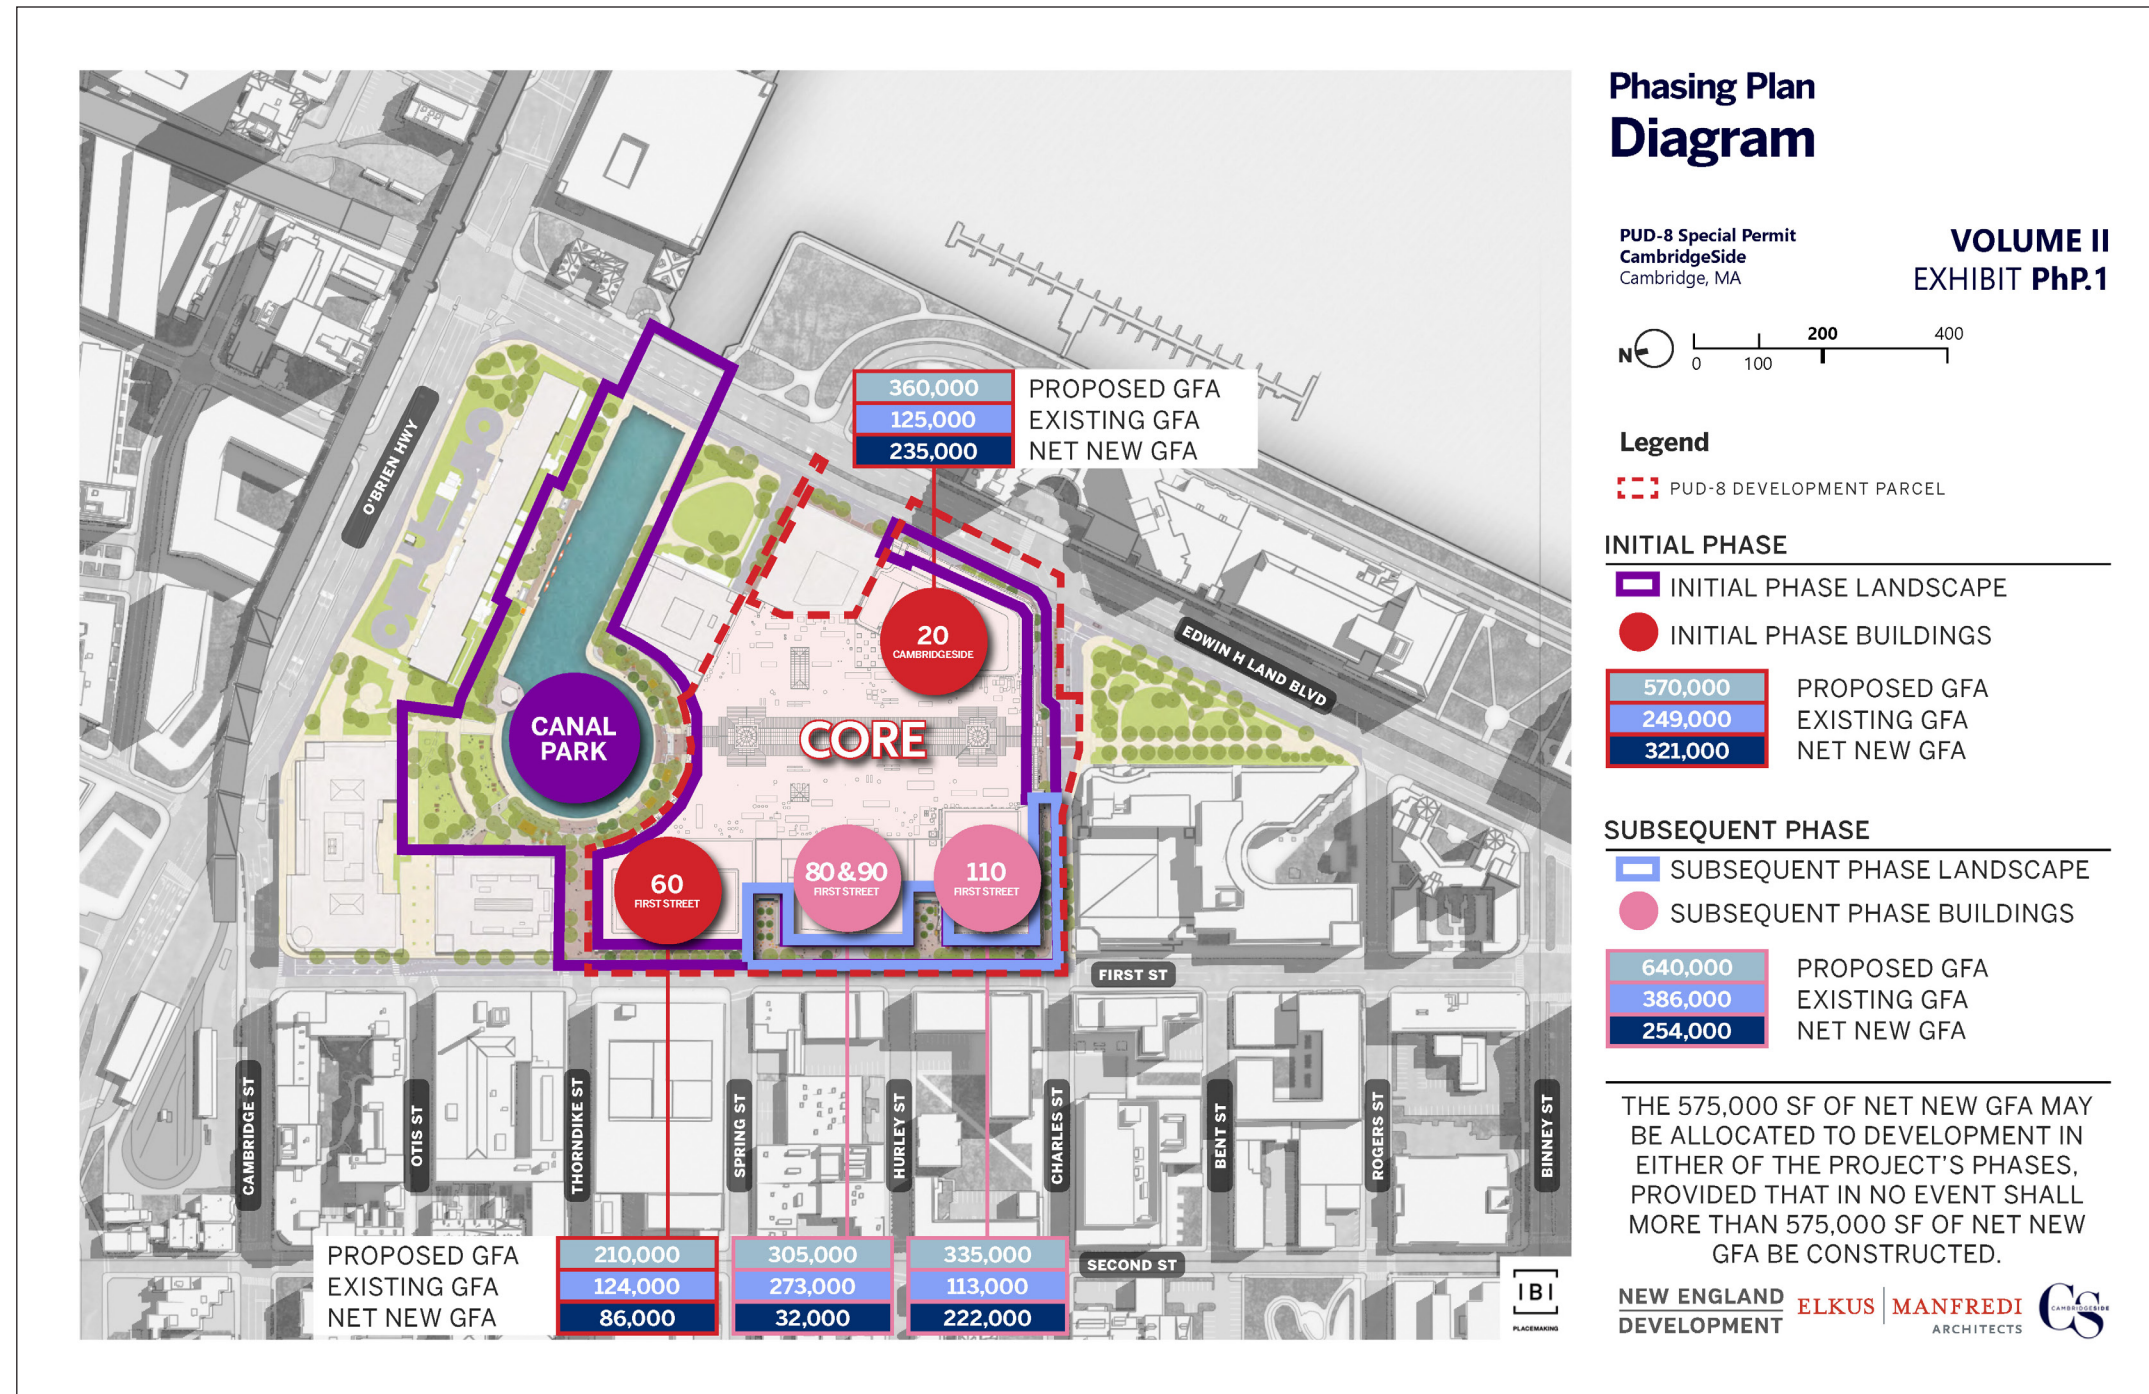 Phasing Plan
Diagram
PUD-8 Special Permit
CambridgeSide
Cambridge, MA
VOLUME II
EXHIBIT PhP.1
N
0
100
200
400
Legend
PUD-8 DEVELOPMENT PARCEL
INITIAL PHASE
INITIAL PHASE LANDSCAPE
INITIAL PHASE BUILDINGS
570,000 PROPOSED GFA
249,000 EXISTING GFA
321,000 NET NEW GFA
SUBSEQUENT PHASE
SUBSEQUENT PHASE LANDSCAPE
SUBSEQUENT PHASE BUILDINGS
640,000 PROPOSED GFA
386,000 EXISTING GFA
254,000 NET NEW GFA
THE 575,000 SF OF NET NEW GFA MAY
BE ALLOCATED TO DEVELOPMENT IN
EITHER OF THE PROJECT'S PHASES,
PROVIDED THAT IN NO EVENT SHALL
MORE THAN 575,000 SF OF NET NEW
GFA BE CONSTRUCTED.
NEW ENGLAND
DEVELOPMENT
ELKUS MANFREDI
ARCHITECTS
CS
CAMBRIDGESIDE
360,000 PROPOSED GFA
125,000 EXISTING GFA
235,000 NET NEW GFA
O'BRIEN HWY
EDWIN H LAND BLVD
20
CAMBRIDGESIDE
CANAL
PARK
CORE
60
FIRST STREET
80 & 90
FIRST STREET
110
FIRST STREET
FIRST ST
CAMBRIDGE ST
OTIS ST
THORNDIKE ST
SPRING ST
HURLEY ST
CHARLES ST
BENT ST
ROGERS ST
BINNEY ST
SECOND ST
PROPOSED GFA 210,000 305,000 335,000
EXISTING GFA 124,000 273,000 113,000
NET NEW GFA 86,000 32,000 222,000
IBI
PLACEMAKING